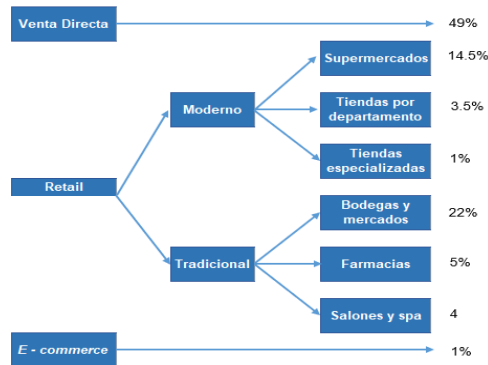 Venta Directa
49%
Supermercados
14.5%
Moderno
Tiendas por
departamento
3.5%
Tiendas
especializadas
1%
Retail
Bodegas y
mercados
22%
Tradicional
Farmacias
5%
Salones y spa
4
E - commerce
1%